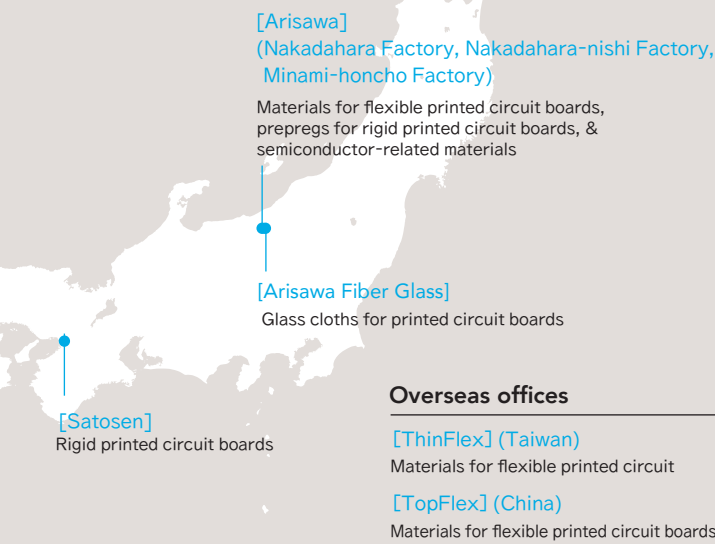 [Arisawa]
(Nakadahara Factory, Nakadahara-nishi Factory,
Minami-honcho Factory)
Materials for flexible printed circuit boards,
prepregs for rigid printed circuit boards, &
semiconductor-related materials
[Arisawa Fiber Glass]
Glass cloths for printed circuit boards
[Satosen]
Rigid printed circuit boards
Overseas offices
[ThinFlex] (Taiwan)
Materials for flexible printed circuit
[TopFlex] (China)
Materials for flexible printed circuit boards